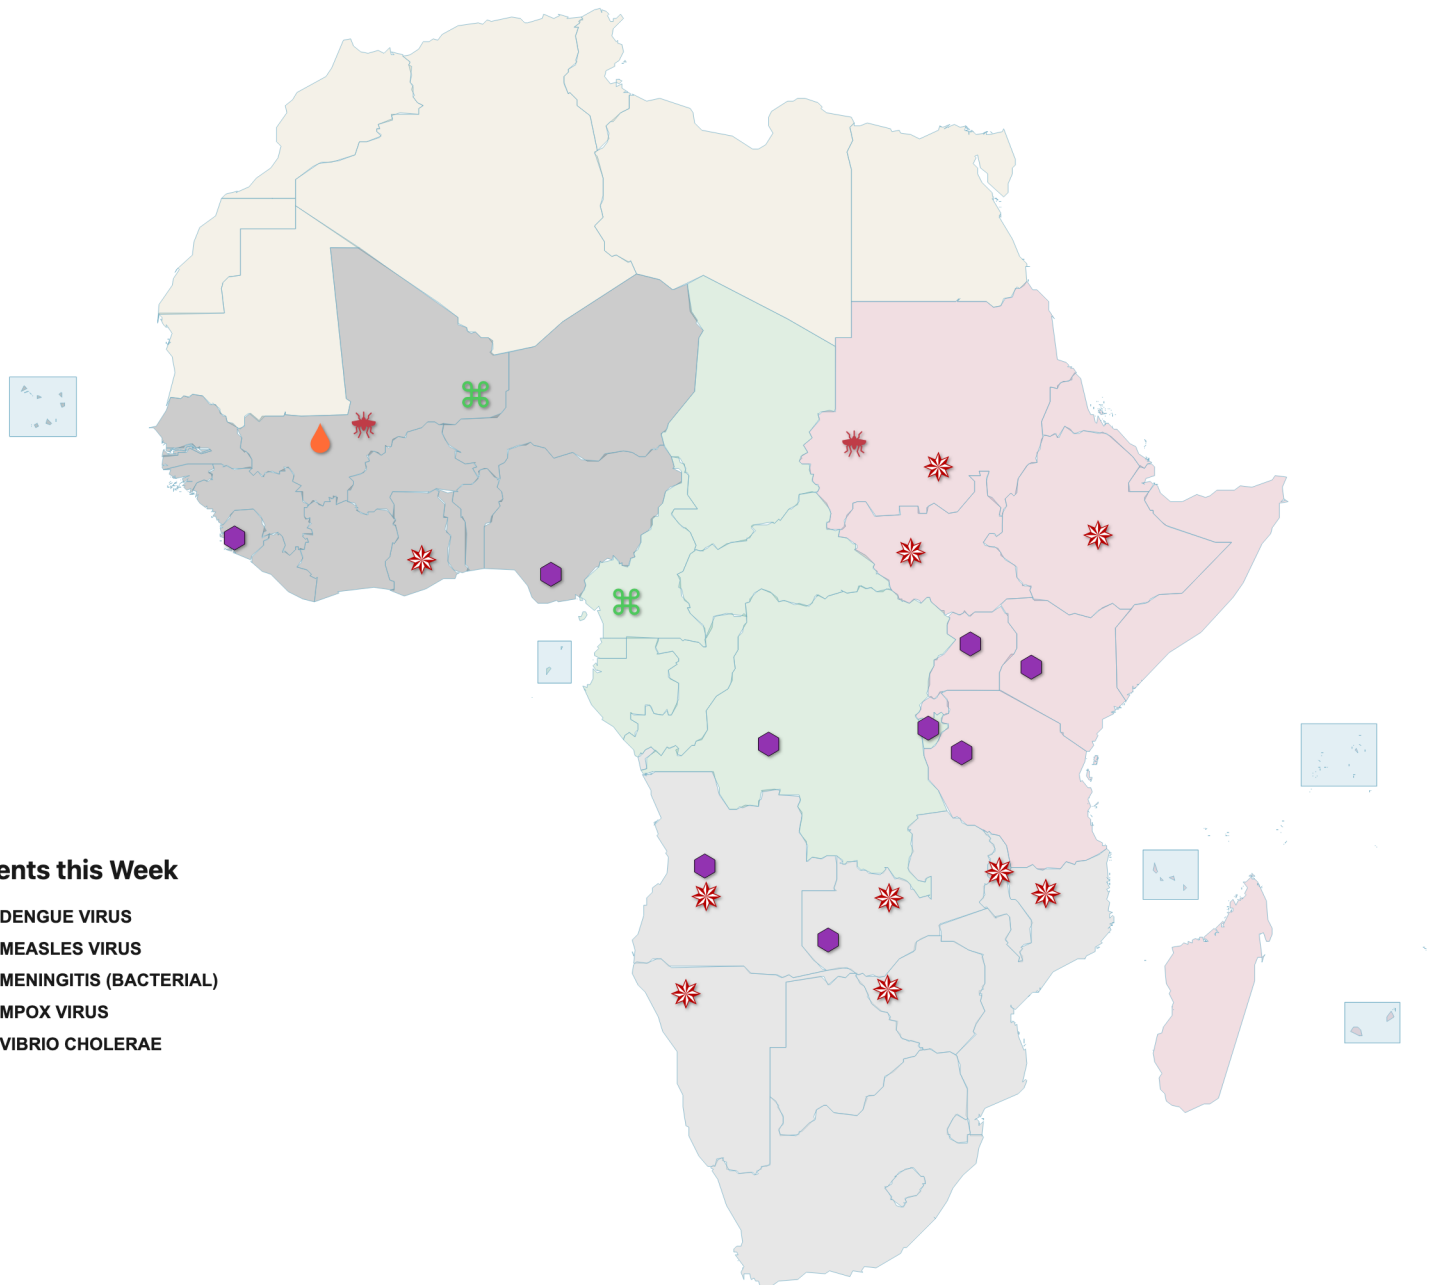 ents this Week
DENGUE VIRUS
MEASLES VIRUS
MENINGITIS (BACTERIAL)
MPOX VIRUS
VIBRIO CHOLERAE